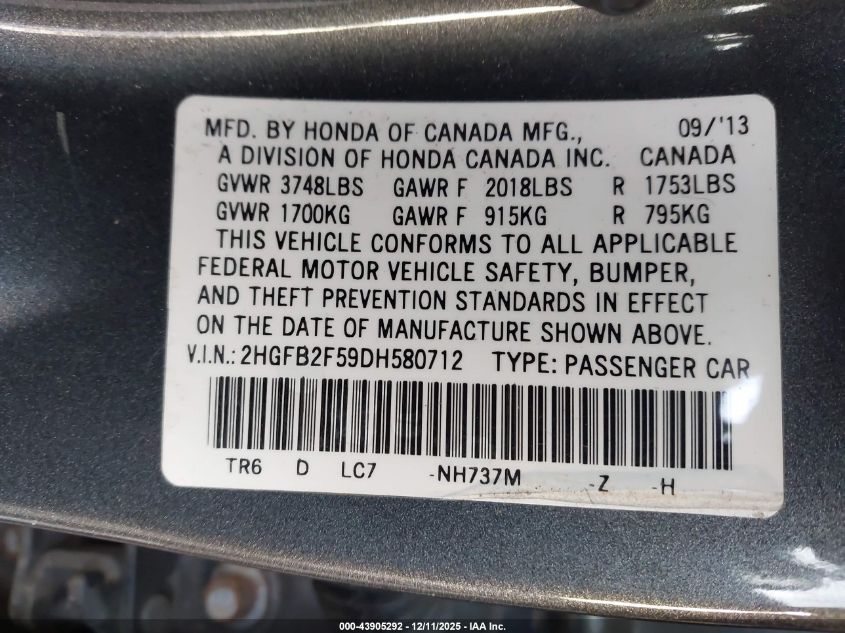 MFD. BY HONDA OF CANADA MFG., 09/'13
A DIVISION OF HONDA CANADA INC. CANADA
GVWR 3748LBS GAWR F 2018LBS R 1753LBS
GVWR 1700KG GAWR F 915KG R 795KG
THIS VEHICLE CONFORMS TO ALL APPLICABLE
FEDERAL MOTOR VEHICLE SAFETY, BUMPER,
AND THEFT PREVENTION STANDARDS IN EFFECT
ON THE DATE OF MANUFACTURE SHOWN ABOVE.
V.I.N.: 2HGFB2F59DH580712 TYPE: PASSENGER CAR
TR6 D LC7 -NH737M -Z -H
000-43905292 - 12/11/2025 - IAA Inc.